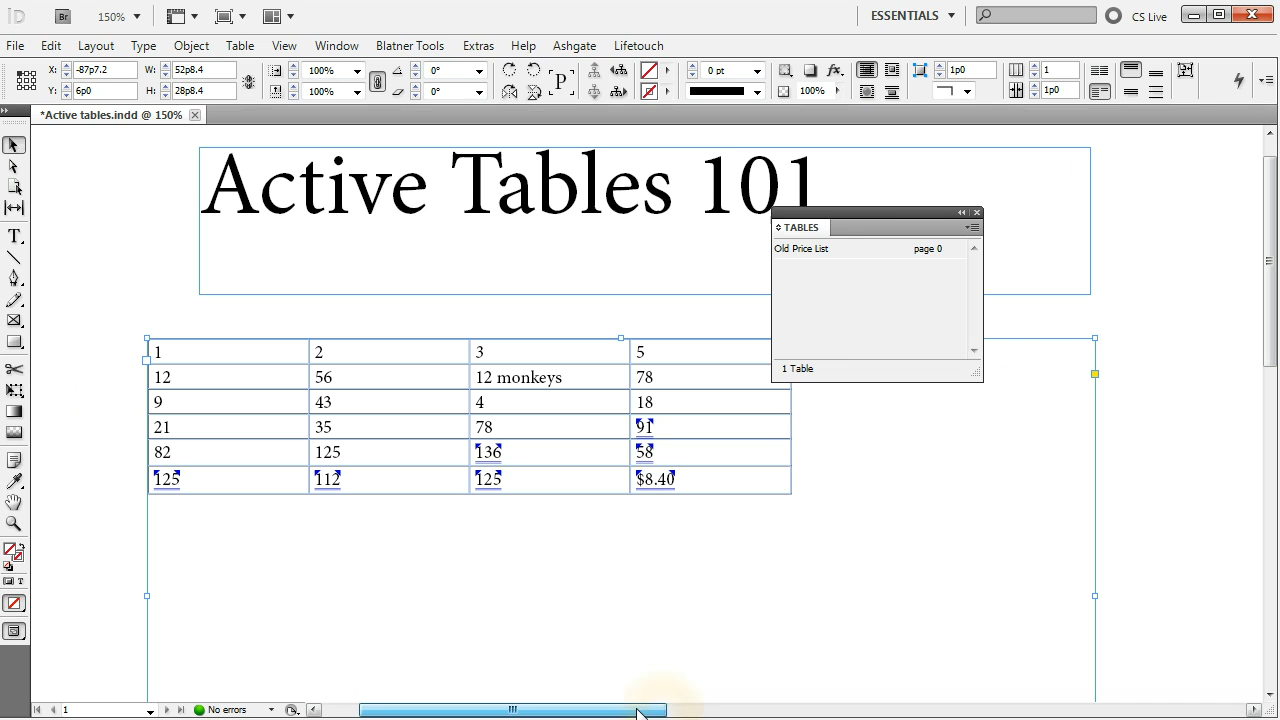 iD Br 150% ESSENTIALS CS Live
File Edit Layout Type Object Table View Window Blatner Tools Extras Help Ashgate Lifetouch
X: -87p7.2 W: 52p8.4 100% 0° P 0 pt fx 1p0 1
Y: 6p0 H: 28p8.4 100% 0° 100% 1p0
*Active tables.indd @ 150%
Active Tables 101
TABLES
Old Price List page 0
1 Table
1 2 3 5
12 56 12 monkeys 78
9 43 4 18
21 35 78 91
82 125 136 58
125 112 125 $8.40
T
T
1 No errors